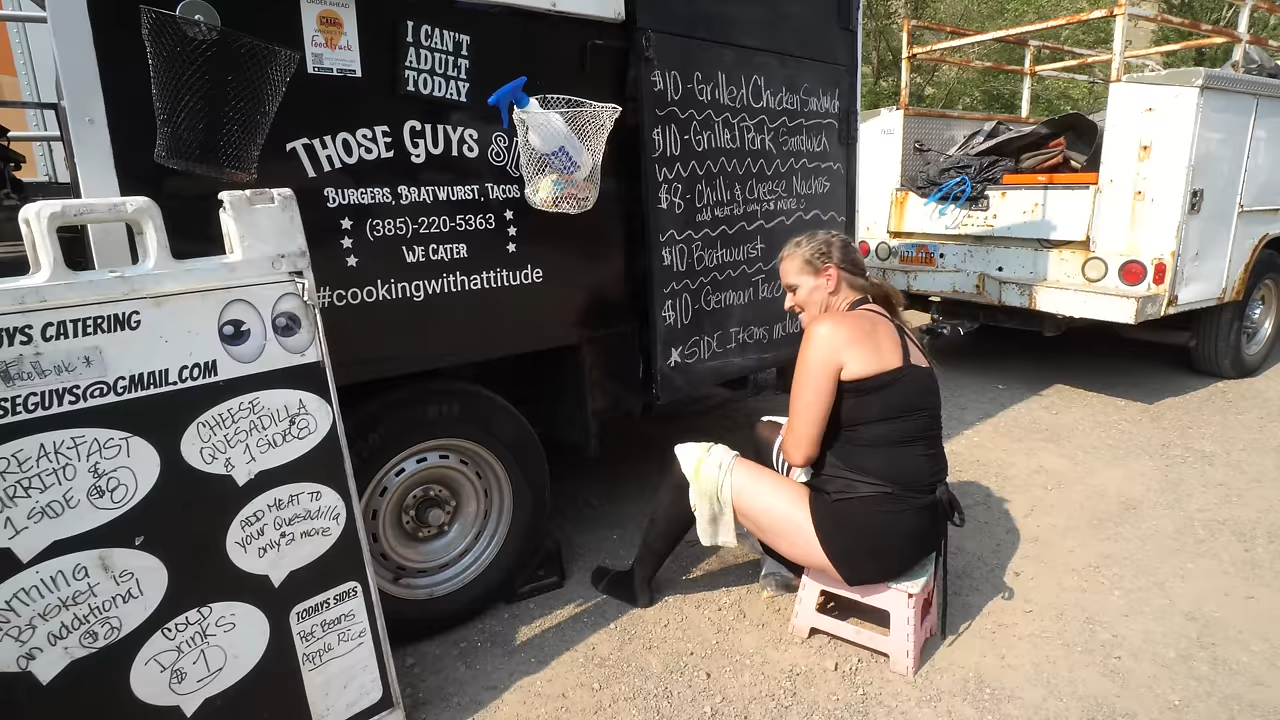 ORDER AHEAD
WTF
WHERE'S THE
Foodtruck
I CAN'T
ADULT
TODAY
THOSE GUYS
BURGERS, BRATWURST, TACOS
(385)-220-5363
WE CATER
#cookingwithattitude
$10-Grilled Chicken Sandwich
$10-Grilled Pork Sandwich
$8-Chilli & Cheese Nachos
add MEAT for only $2 More
$10-Bratwurst
$10-German Taco
*SIDE Items includ
UYS CATERING
Facebook *
SEGUYS@GMAIL.COM
REAKFAST
URRITO &
1 SIDE $8
CHEESE
QUESADILLA
& 1 SIDE $8
ADD MEAT TO
your Quesadilla
only $2 more
NYTHING
Brisket is
an additional
$2
COLD
DRINKS
$1
TODAYS SIDES
Ref Beans
Apple Rice